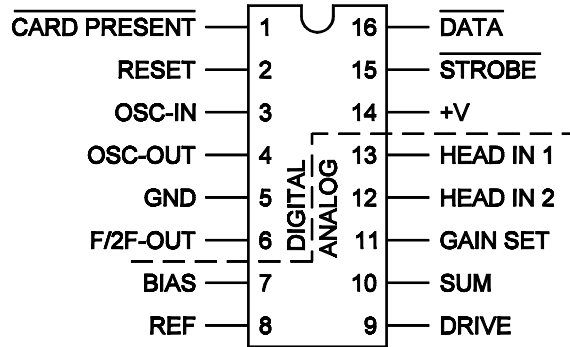 CARD PRESENT 1 16 DATA
RESET 2 15 STROBE
OSC-IN 3 14 +V
OSC-OUT 4 13 HEAD IN 1
GND 5 12 HEAD IN 2
F/2F-OUT 6 11 GAIN SET
BIAS 7 10 SUM
REF 8 9 DRIVE
DIGITAL
ANALOG